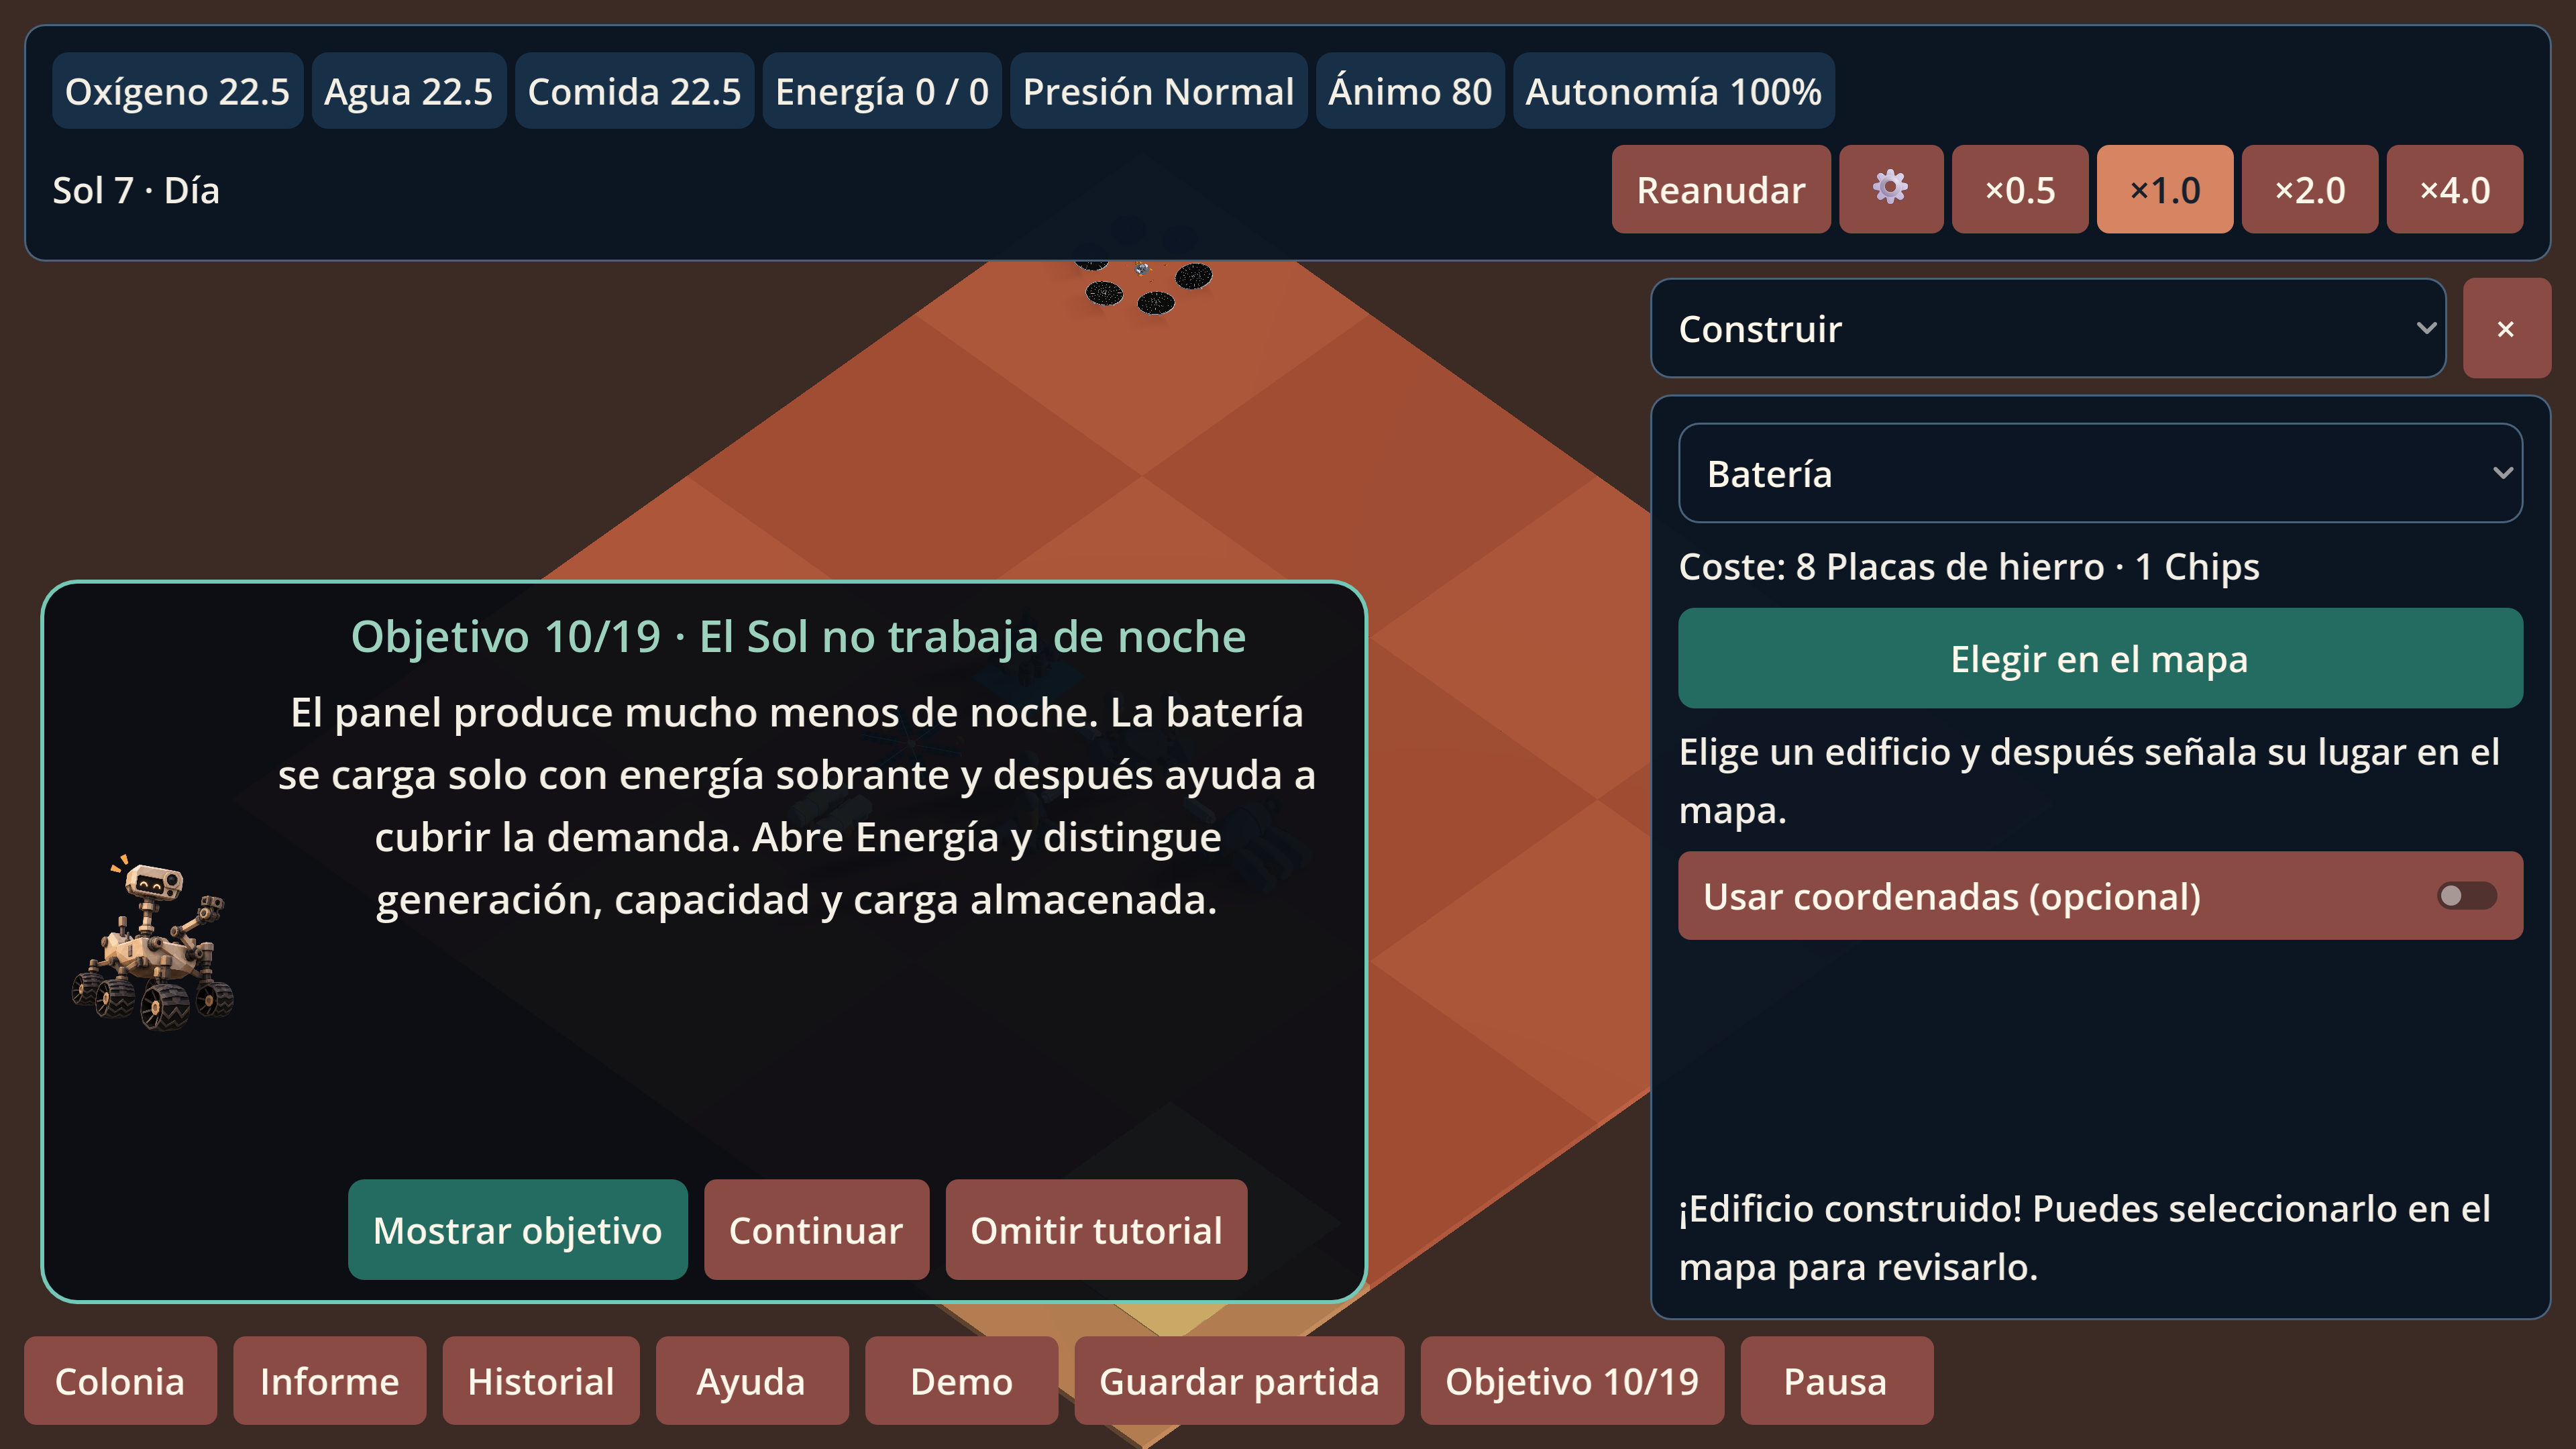 Oxígeno 22.5 Agua 22.5 Comida 22.5 Energía 0 / 0 Presión Normal Ánimo 80 Autonomía 100%
Sol 7 · Día
Reanudar ×0.5 ×1.0 ×2.0 ×4.0
Construir
×
Batería
Coste: 8 Placas de hierro · 1 Chips
Elegir en el mapa
Elige un edificio y después señala su lugar en el
mapa.
Usar coordenadas (opcional)
¡Edificio construido! Puedes seleccionarlo en el
mapa para revisarlo.
Objetivo 10/19 · El Sol no trabaja de noche
El panel produce mucho menos de noche. La batería
se carga solo con energía sobrante y después ayuda a
cubrir la demanda. Abre Energía y distingue
generación, capacidad y carga almacenada.
Mostrar objetivo Continuar Omitir tutorial
Colonia Informe Historial Ayuda Demo Guardar partida Objetivo 10/19 Pausa